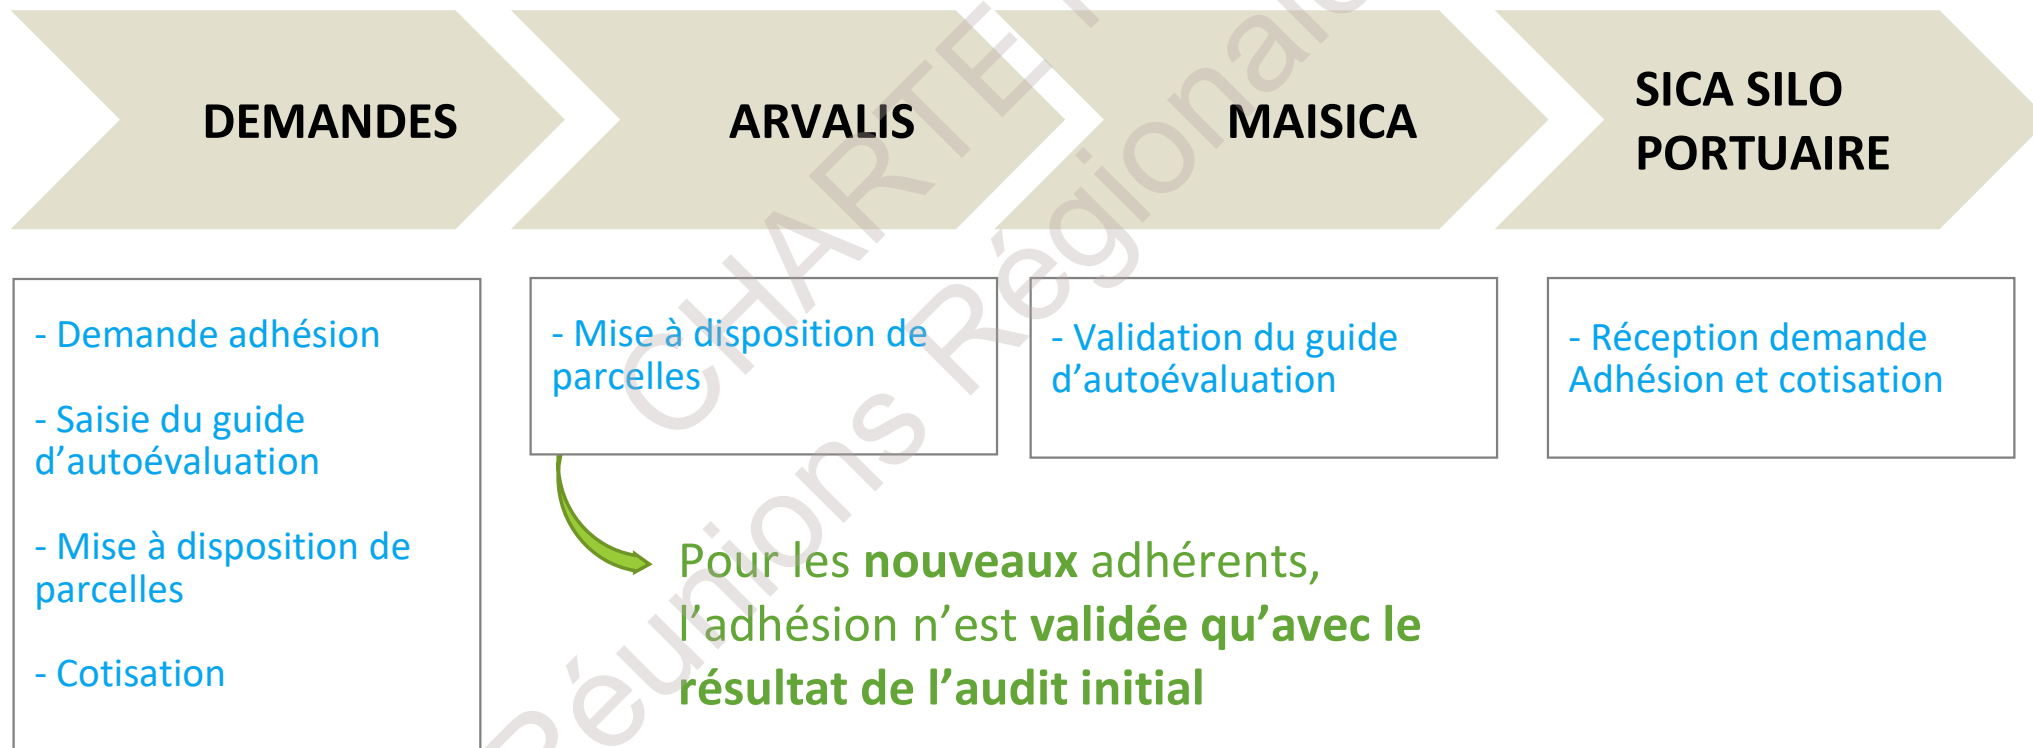 DEMANDES
ARVALIS
MAISICA
SICA SILO
PORTUAIRE
- Demande adhésion
- Saisie du guide
d’autoévaluation
- Mise à disposition de
parcelles
- Cotisation
- Mise à disposition de
parcelles
- Validation du guide
d’autoévaluation
- Réception demande
Adhésion et cotisation
Pour les nouveaux adhérents,
l’adhésion n’est validée qu’avec le
résultat de l’audit initial
CHARTE
Réunions Régionale